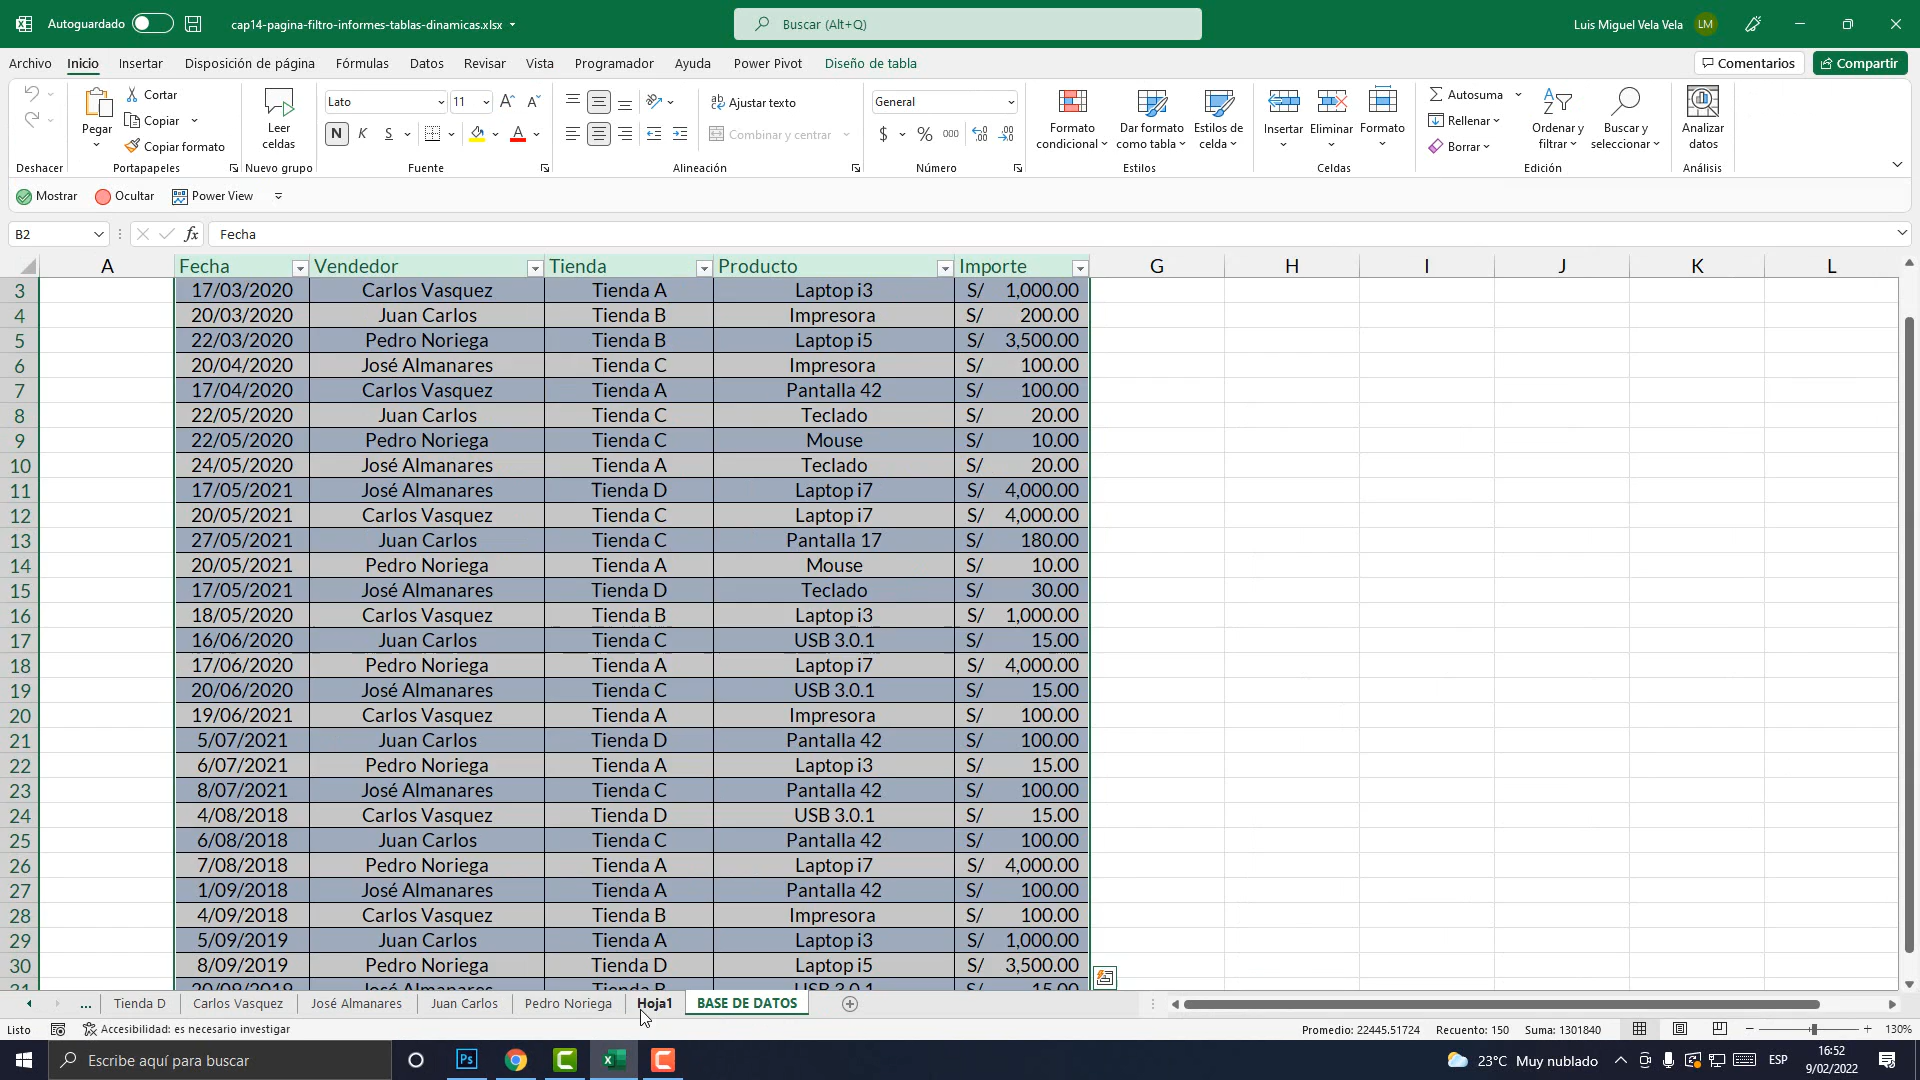 Autoguardado cap14-pagina-filtro-informes-tablas-dinamicas.xlsx Buscar (Alt+Q) Luis Miguel Vela Vela LM
Archivo Inicio Insertar Disposición de página Fórmulas Datos Revisar Vista Programador Ayuda Power Pivot Diseño de tabla Comentarios Compartir
Deshacer
Pegar
Cortar
Copiar
Copiar formato
Portapapeles
Leer
celdas
Nuevo grupo
Lato 11
N K S
Fuente
Ajustar texto
Combinar y centrar
Alineación
General
$ % 000
Número
Formato
condicional
Dar formato
como tabla
Estilos de
celda
Estilos
Insertar Eliminar Formato
Celdas
Autosuma
Rellenar
Borrar
Ordenar y
filtrar
Buscar y
seleccionar
Edición
Analizar
datos
Análisis
Mostrar Ocultar Power View
B2 fx Fecha
A Fecha Vendedor Tienda Producto Importe G H I J K L
3 17/03/2020 Carlos Vasquez Tienda A Laptop i3 S/ 1,000.00
4 20/03/2020 Juan Carlos Tienda B Impresora S/ 200.00
5 22/03/2020 Pedro Noriega Tienda B Laptop i5 S/ 3,500.00
6 20/04/2020 José Almanares Tienda C Impresora S/ 100.00
7 17/04/2020 Carlos Vasquez Tienda A Pantalla 42 S/ 100.00
8 22/05/2020 Juan Carlos Tienda C Teclado S/ 20.00
9 22/05/2020 Pedro Noriega Tienda C Mouse S/ 10.00
10 24/05/2020 José Almanares Tienda A Teclado S/ 20.00
11 17/05/2021 José Almanares Tienda D Laptop i7 S/ 4,000.00
12 20/05/2021 Carlos Vasquez Tienda C Laptop i7 S/ 4,000.00
13 27/05/2021 Juan Carlos Tienda C Pantalla 17 S/ 180.00
14 20/05/2021 Pedro Noriega Tienda A Mouse S/ 10.00
15 17/05/2021 José Almanares Tienda D Teclado S/ 30.00
16 18/05/2020 Carlos Vasquez Tienda B Laptop i3 S/ 1,000.00
17 16/06/2020 Juan Carlos Tienda C USB 3.0.1 S/ 15.00
18 17/06/2020 Pedro Noriega Tienda A Laptop i7 S/ 4,000.00
19 20/06/2020 José Almanares Tienda C USB 3.0.1 S/ 15.00
20 19/06/2021 Carlos Vasquez Tienda A Impresora S/ 100.00
21 5/07/2021 Juan Carlos Tienda D Pantalla 42 S/ 100.00
22 6/07/2021 Pedro Noriega Tienda A Laptop i3 S/ 15.00
23 8/07/2021 José Almanares Tienda C Pantalla 42 S/ 100.00
24 4/08/2018 Carlos Vasquez Tienda D USB 3.0.1 S/ 15.00
25 6/08/2018 Juan Carlos Tienda C Pantalla 42 S/ 100.00
26 7/08/2018 Pedro Noriega Tienda A Laptop i7 S/ 4,000.00
27 1/09/2018 José Almanares Tienda A Pantalla 42 S/ 100.00
28 4/09/2018 Carlos Vasquez Tienda B Impresora S/ 100.00
29 5/09/2019 Juan Carlos Tienda A Laptop i3 S/ 1,000.00
30 8/09/2019 Pedro Noriega Tienda D Laptop i5 S/ 3,500.00
31 20/09/2019 José Almanares Tienda B USB 3.0.1 S/ 15.00
... Tienda D Carlos Vasquez José Almanares Juan Carlos Pedro Noriega Hoja1 BASE DE DATOS
Listo Accesibilidad: es necesario investigar Promedio: 22445.51724 Recuento: 150 Suma: 1301840 130%
Escribe aquí para buscar Ps 23°C Muy nublado ESP 16:52
9/02/2022